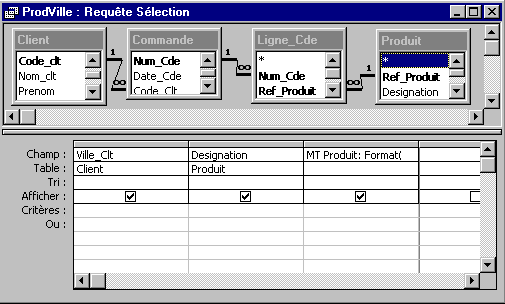 ProdVille : Requête Sélection
Client Commande Ligne_Cde Produit
Code_clt Num_Cde * *
Nom_clt Date_Cde Num_Cde Ref_Produit
Prenom Code_Clt Ref_Produit Designation
1 ∞ 1 ∞ ∞ 1
Champ : Ville_Clt Designation MT Produit: Format(
Table : Client Produit
Tri :
Afficher :
Critères :
Ou :